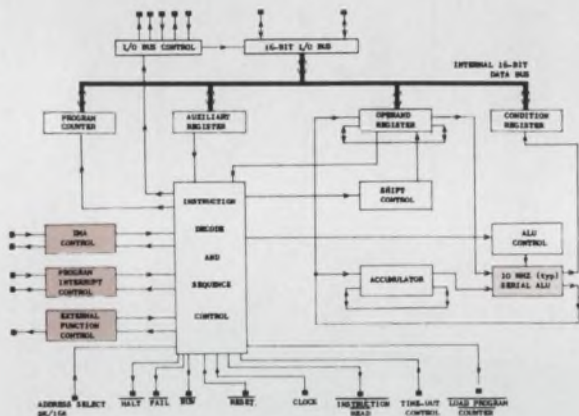 I/O BUS CONTROL
16-BIT I/O BUS
INTERNAL 16-BIT
DATA BUS
PROGRAM
COUNTER
AUXILIARY
REGISTER
OPERAND
REGISTER
CONDITION
REGISTER
INSTRUCTION
DECODE
AND
SEQUENCE
CONTROL
SHIFT
CONTROL
DMA
CONTROL
ALU
CONTROL
PROGRAM
INTERRUPT
CONTROL
ACCUMULATOR
10 MHZ (typ)
SERIAL ALU
EXTERNAL
FUNCTION
CONTROL
ADDRESS SELECT
8K/16K
HALT
FAIL
RUN
RESET
CLOCK
INSTRUCTION
READ
TIME-OUT
CONTROL
LOAD PROGRAM
COUNTER